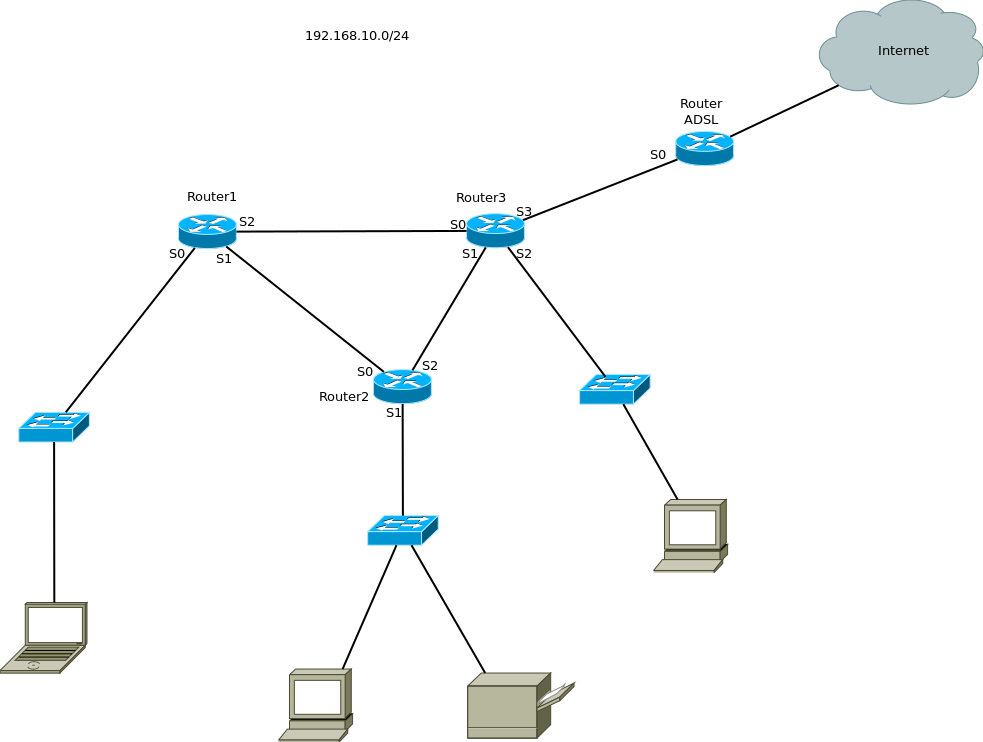 192.168.10.0/24
Internet
Router
ADSL
S0
Router1
Router3
S2
S3
S0
S0
S1
S1
S2
S0
S2
Router2
S1